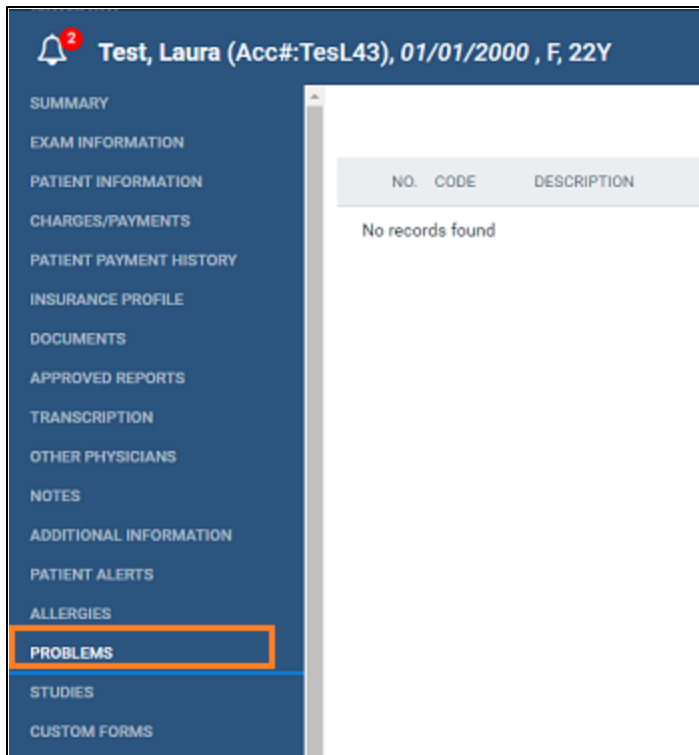 2
Test, Laura (Acc#:TesL43), 01/01/2000 , F, 22Y
SUMMARY
EXAM INFORMATION
PATIENT INFORMATION
CHARGES/PAYMENTS
PATIENT PAYMENT HISTORY
INSURANCE PROFILE
DOCUMENTS
APPROVED REPORTS
TRANSCRIPTION
OTHER PHYSICIANS
NOTES
ADDITIONAL INFORMATION
PATIENT ALERTS
ALLERGIES
PROBLEMS
STUDIES
CUSTOM FORMS
NO. CODE DESCRIPTION
No records found